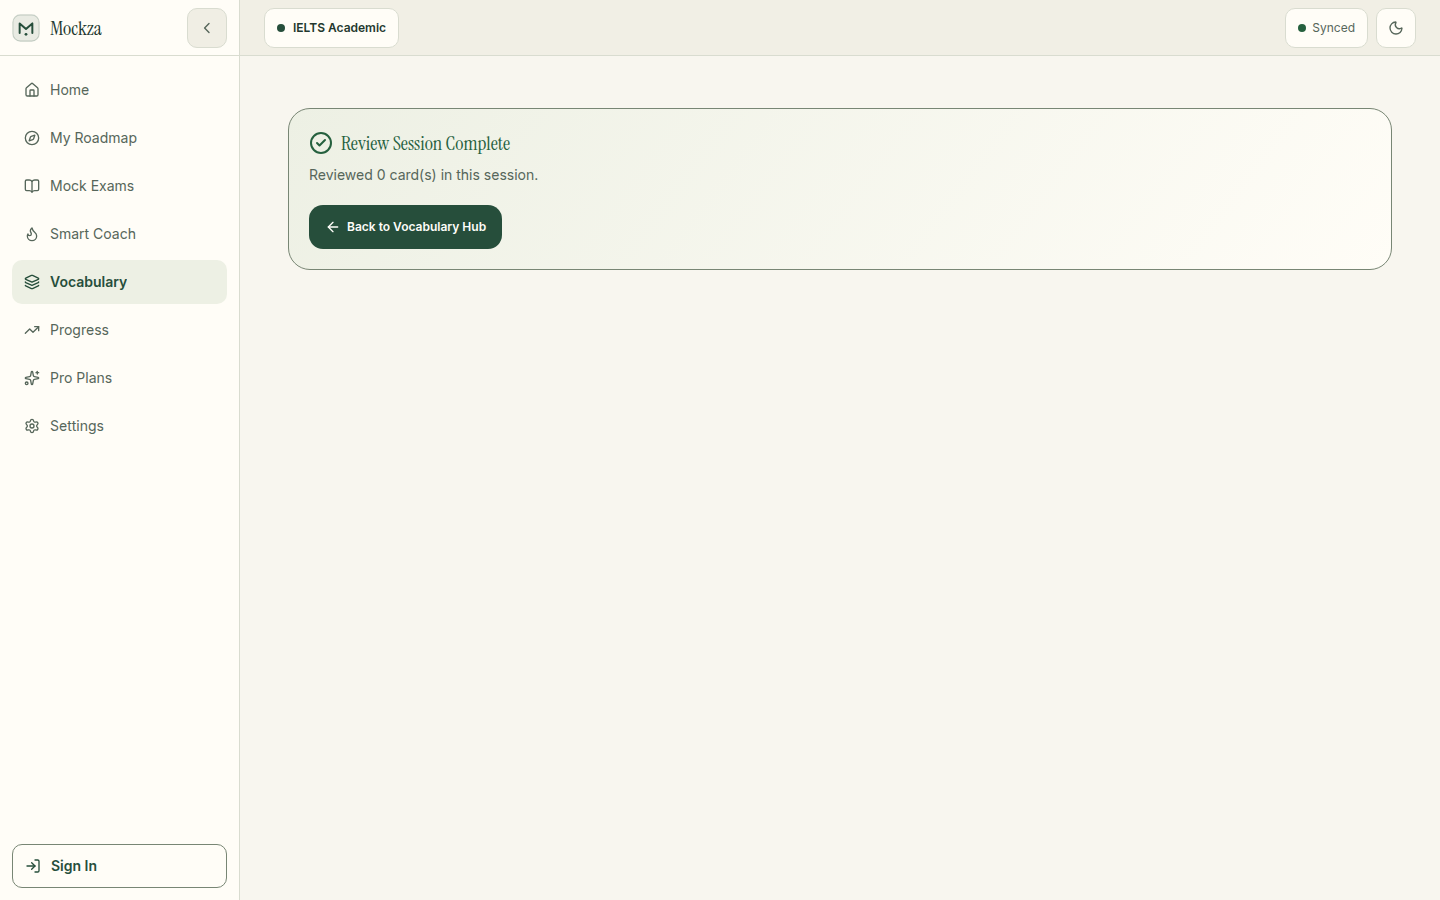 Mockza
IELTS Academic
Synced
Home
My Roadmap
Mock Exams
Smart Coach
Vocabulary
Progress
Pro Plans
Settings
Sign In
Review Session Complete
Reviewed 0 card(s) in this session.
Back to Vocabulary Hub